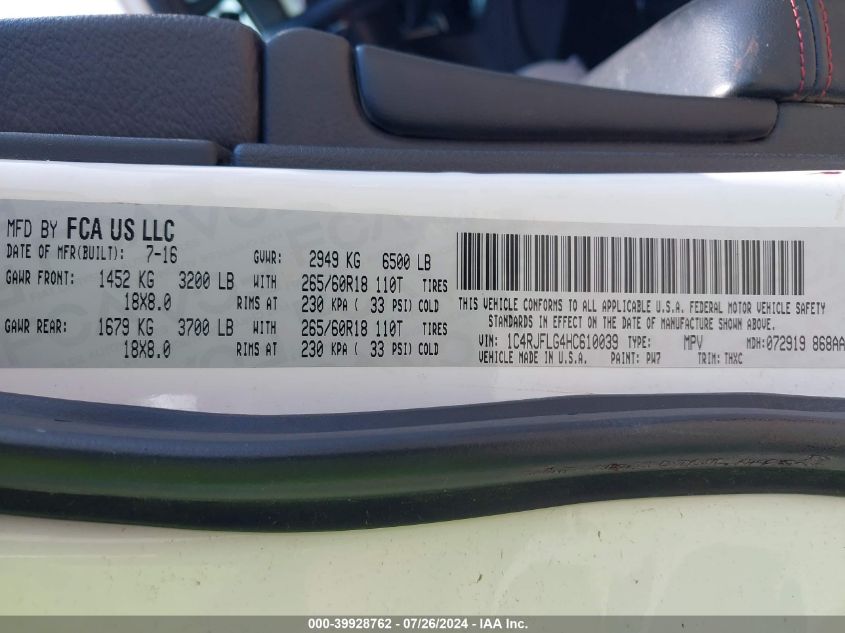 MFD BY FCA US LLC
DATE OF MFR(BUILT): 7-16 GVWR: 2949 KG 6500 LB
GAWR FRONT: 1452 KG 3200 LB WITH 265/60R18 110T TIRES
18X8.0 RIMS AT 230 KPA ( 33 PSI) COLD
GAWR REAR: 1679 KG 3700 LB WITH 265/60R18 110T TIRES
18X8.0 RIMS AT 230 KPA ( 33 PSI) COLD
THIS VEHICLE CONFORMS TO ALL APPLICABLE U.S.A. FEDERAL MOTOR VEHICLE SAFETY
STANDARDS IN EFFECT ON THE DATE OF MANUFACTURE SHOWN ABOVE.
VIN: 1C4RJFLG4HC610039 TYPE: MPV MDH: 072919 868AA
VEHICLE MADE IN U.S.A. PAINT: PW7 TRIM: THXC
000-39928762 - 07/26/2024 - IAA Inc.